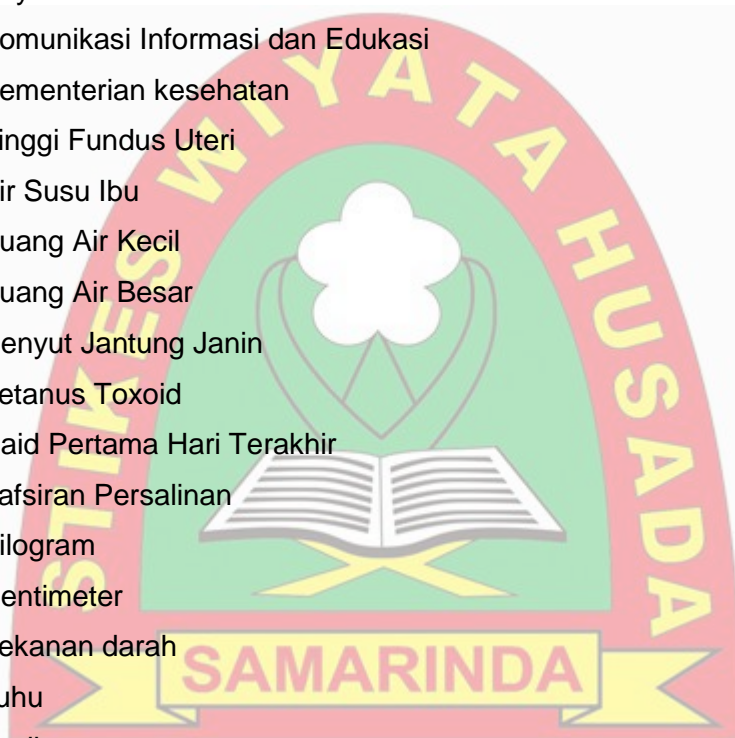 omunikasi Informasi dan Edukasi
ementerian kesehatan
inggi Fundus Uteri
ir Susu Ibu
uang Air Kecil
uang Air Besar
enyut Jantung Janin
etanus Toxoid
aid Pertama Hari Terakhir
afsiran Persalinan
ilogram
entimeter
ekanan darah
uhu
STIKES WIYATA HUSADA
SAMARINDA